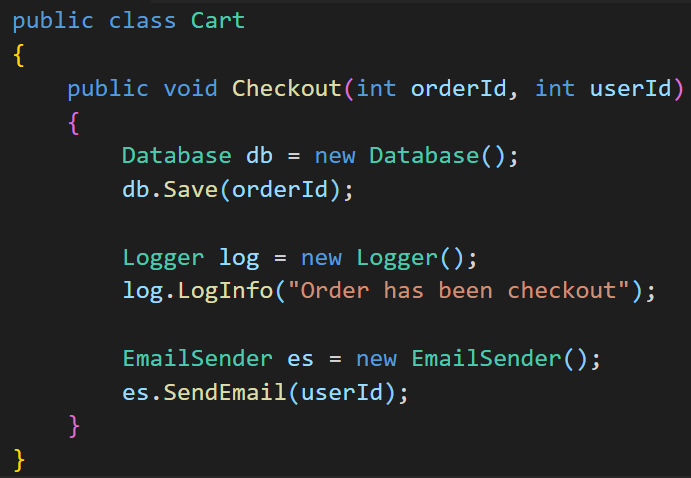 public class Cart
{
    public void Checkout(int orderId, int userId)
    {
        Database db = new Database();
        db.Save(orderId);

        Logger log = new Logger();
        log.LogInfo("Order has been checkout");

        EmailSender es = new EmailSender();
        es.SendEmail(userId);
    }
}